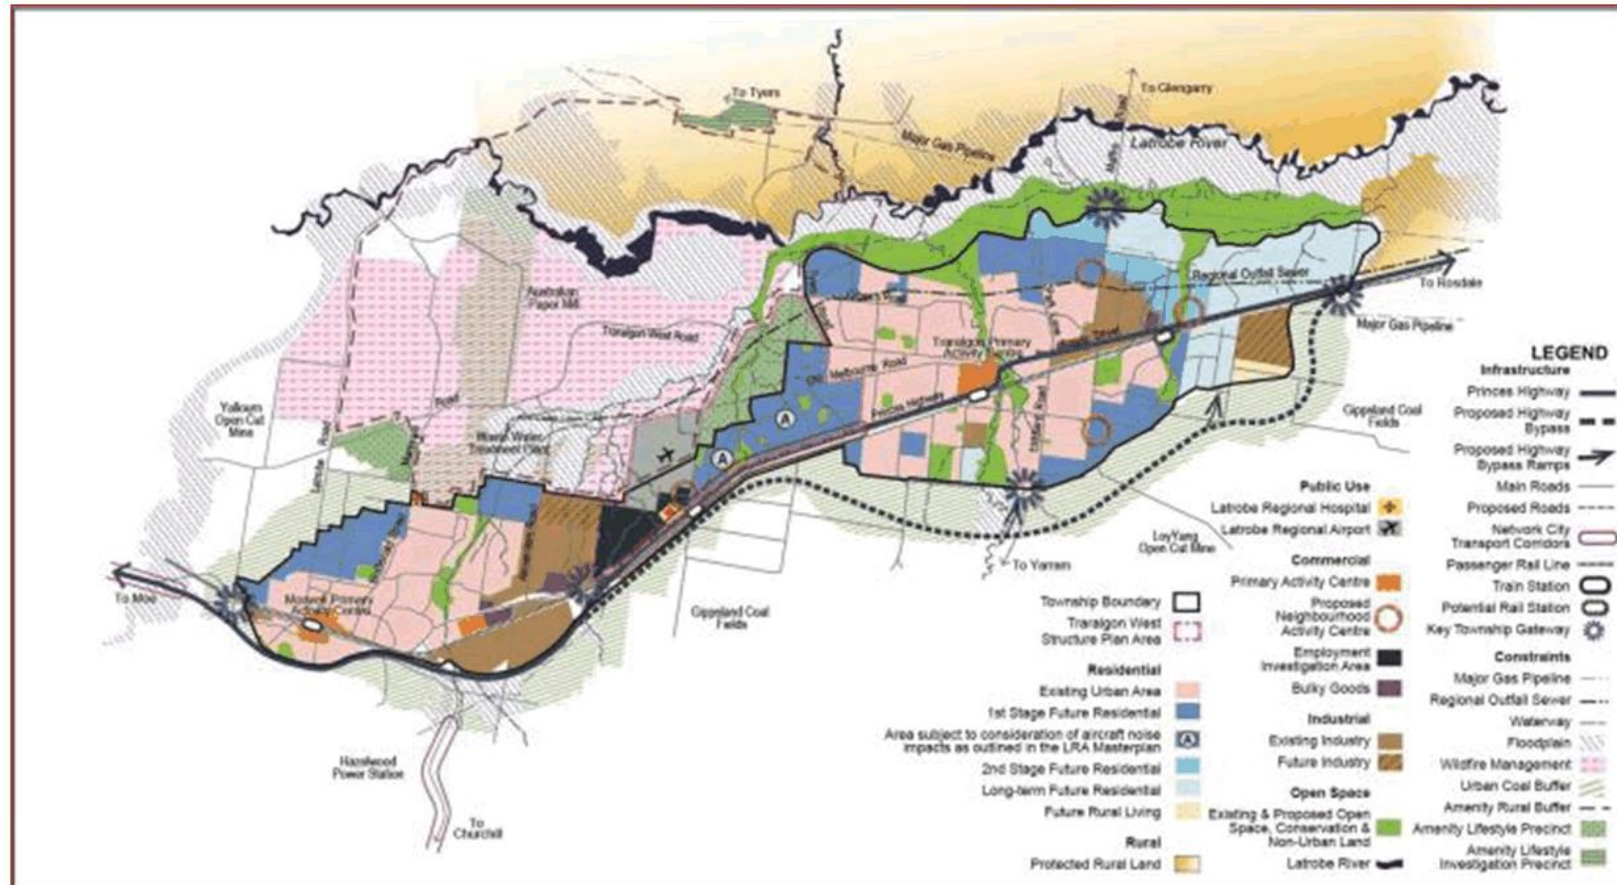 To Tyers
To Glengarry
Major Gas Pipeline
Latrobe River
Australian
Paper Mill
Regional Outfall Sewer
To Rosdale
Traralgon West Road
Major Gas Pipeline
Traralgon Primary
Activity Centre
Old Melbourne Road
Princes Highway
Yallourn
Open Cut
Mine
Road
Road
Gippsland Coal
Fields
LoyYang
Open Cut Mine
To Yarram
To Moe
Morwell Primary
Activity Centre
Gippsland Coal
Fields
Hazelwood
Power Station
To
Churchill
A
A
LEGEND
Infrastructure
Princes Highway
Proposed Highway
Bypass
Proposed Highway
Bypass Ramps
Main Roads
Proposed Roads
Network City
Transport Corridors
Passenger Rail Line
Train Station
Potential Rail Station
Key Township Gateway
Constraints
Major Gas Pipeline
Regional Outfall Sewer
Waterway
Floodplain
Wildfire Management
Urban Coal Buffer
Amenity Rural Buffer
Amenity Lifestyle Precinct
Amenity Lifestyle
Investigation Precinct
Public Use
Latrobe Regional Hospital
Latrobe Regional Airport
Commercial
Primary Activity Centre
Proposed
Neighbourhood
Activity Centre
Employment
Investigation Area
Bulky Goods
Industrial
Existing Industry
Future Industry
Open Space
Existing & Proposed Open
Space, Conservation &
Non-Urban Land
Latrobe River
Township Boundary
Traralgon West
Structure Plan Area
Residential
Existing Urban Area
1st Stage Future Residential
Area subject to consideration of aircraft noise
impacts as outlined in the LRA Masterplan
A
2nd Stage Future Residential
Long-term Future Residential
Future Rural Living
Rural
Protected Rural Land